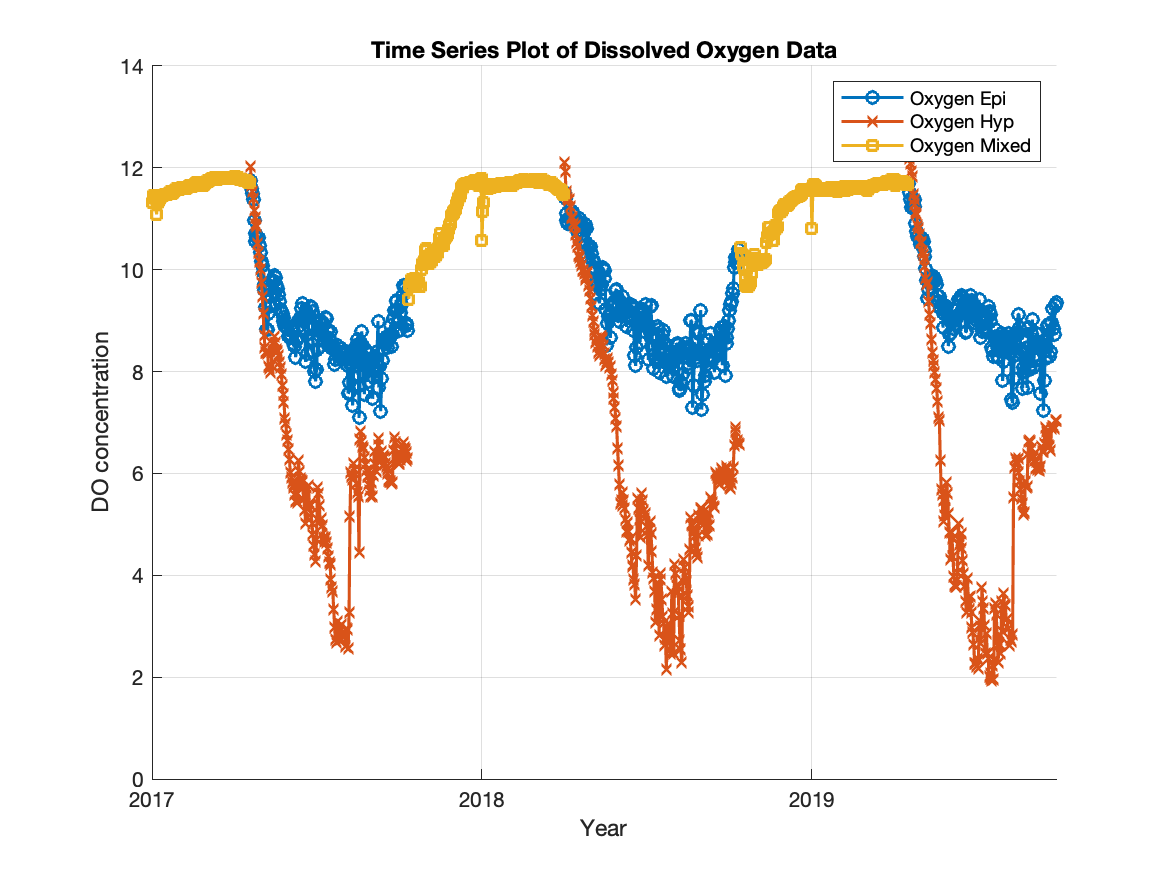 Time Series Plot of Dissolved Oxygen Data
14
12
10
8
6
4
2
0
DO concentration
Oxygen Epi
Oxygen Hyp
Oxygen Mixed
2017
2018
2019
Year